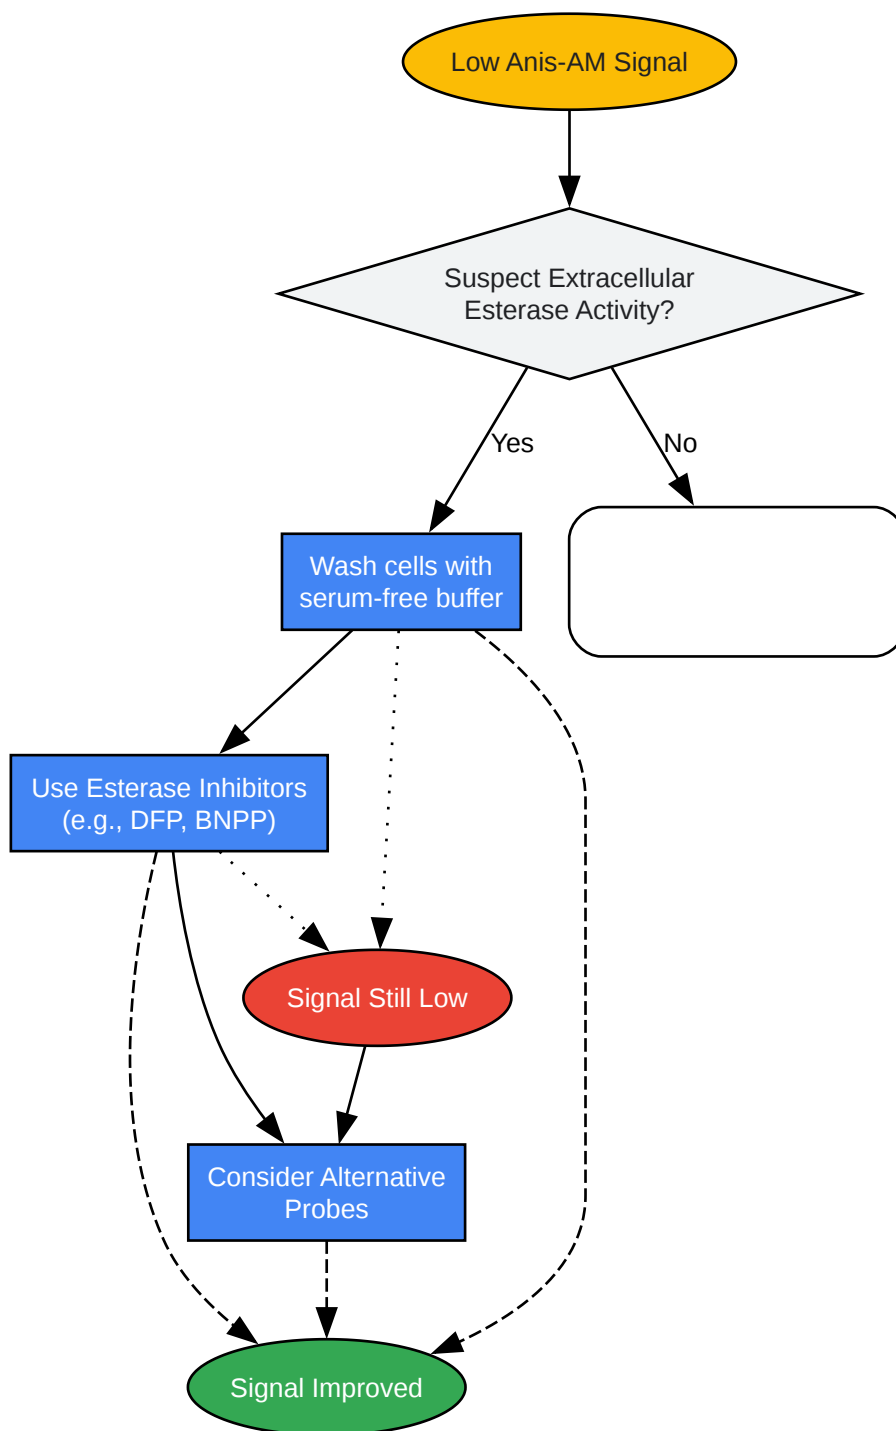 Low Anis-AM Signal
Suspect Extracellular
Esterase Activity?
Yes
No
Wash cells with
serum-free buffer
Use Esterase Inhibitors
(e.g., DFP, BNPP)
Signal Still Low
Consider Alternative
Probes
Signal Improved